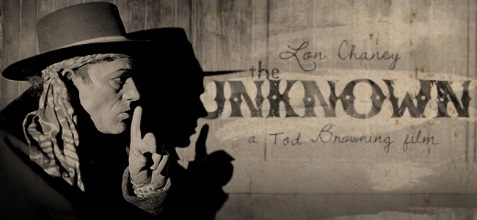 Lon Chaney
the
UNKNOWN
a Tod Browning film